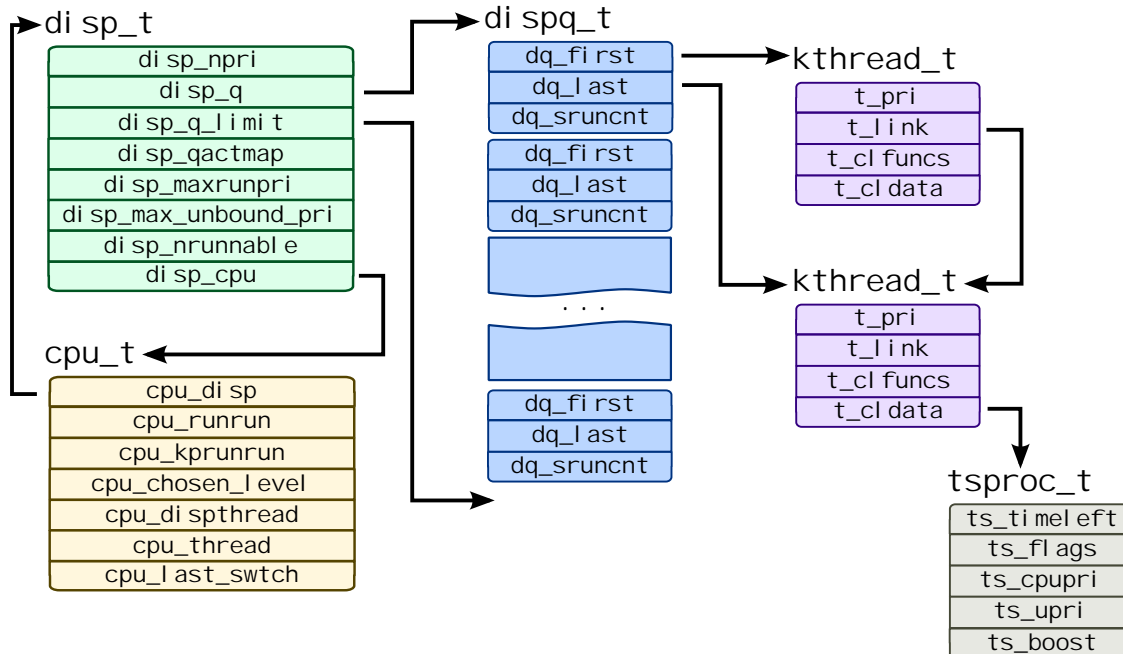 disp_t
disp_npri
disp_q
disp_q_limit
disp_qactmap
disp_maxrunpri
disp_max_unbound_pri
disp_nrunnable
disp_cpu
cpu_t
cpu_disp
cpu_runrun
cpu_kprunrun
cpu_chosen_level
cpu_dispthread
cpu_thread
cpu_last_swtch
dispq_t
dq_first
dq_last
dq_sruncnt
dq_first
dq_last
dq_sruncnt
...
dq_first
dq_last
dq_sruncnt
kthread_t
t_pri
t_link
t_clfuncs
t_cldata
kthread_t
t_pri
t_link
t_clfuncs
t_cldata
tsproc_t
ts_timeleft
ts_flags
ts_cpupri
ts_upri
ts_boost